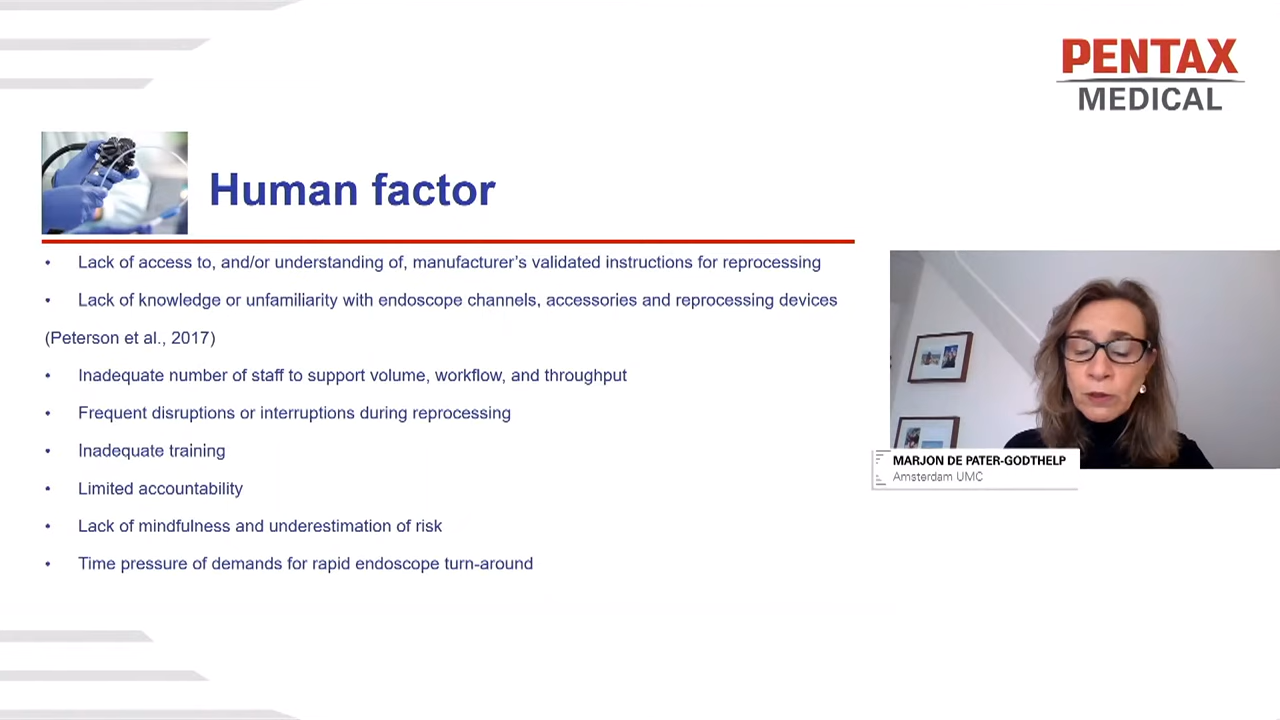 PENTAX
MEDICAL
Human factor
• Lack of access to, and/or understanding of, manufacturer’s validated instructions for reprocessing
• Lack of knowledge or unfamiliarity with endoscope channels, accessories and reprocessing devices
(Peterson et al., 2017)
• Inadequate number of staff to support volume, workflow, and throughput
• Frequent disruptions or interruptions during reprocessing
• Inadequate training
• Limited accountability
• Lack of mindfulness and underestimation of risk
• Time pressure of demands for rapid endoscope turn-around
MARJON DE PATER-GODTHELP
Amsterdam UMC